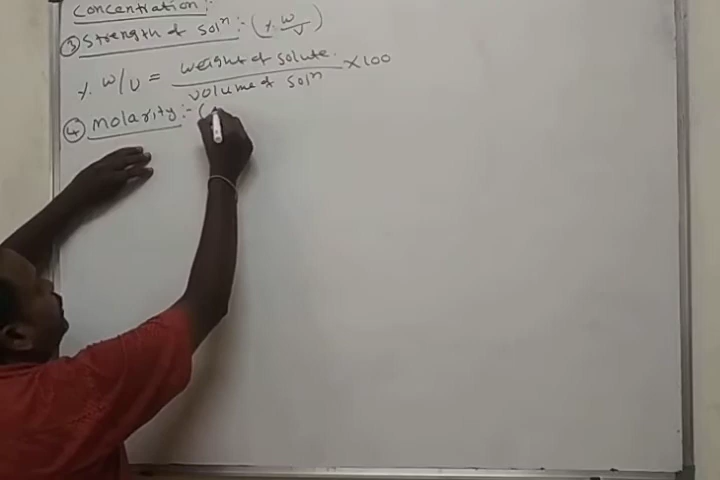 Concentration:
③ Strength of solⁿ :- (% W/V)
% W/V = weight of solute / volume of solⁿ × 100
④ Molarity :- (